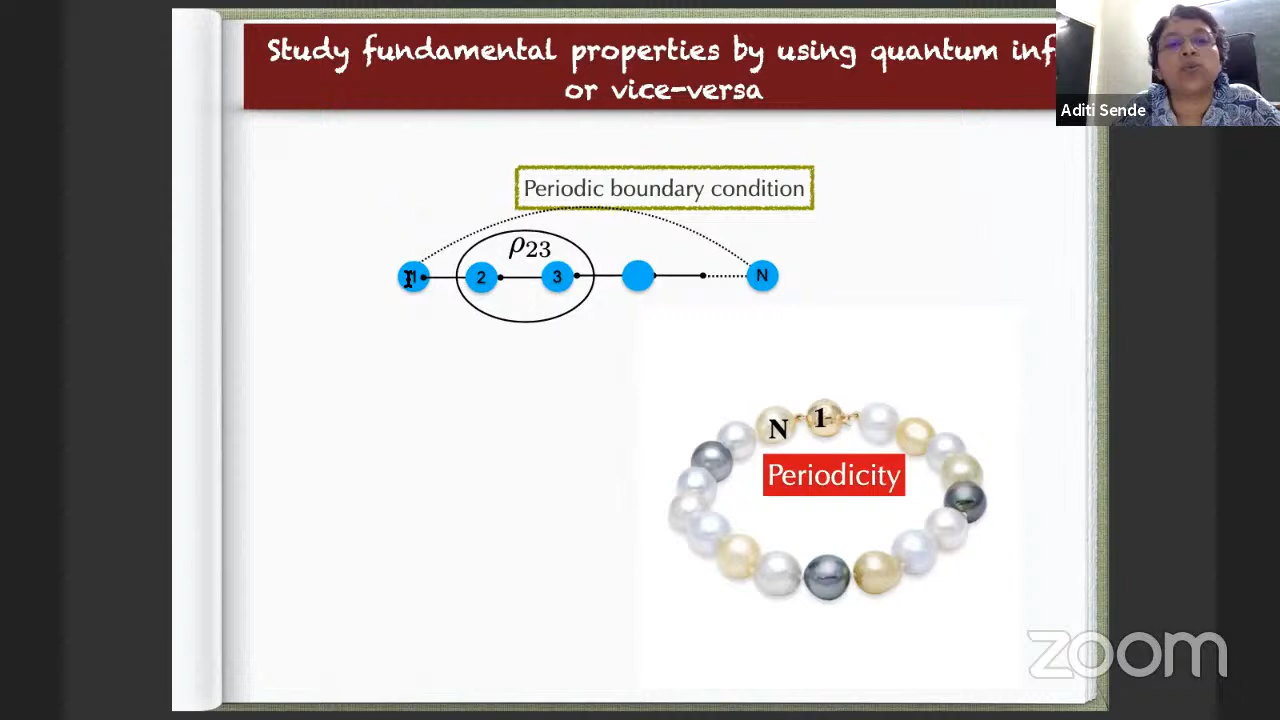 Study fundamental properties by using quantum inf
or vice-versa
Aditi Sende
Periodic boundary condition
ρ23
1 2 3 N
N 1
Periodicity
zoom